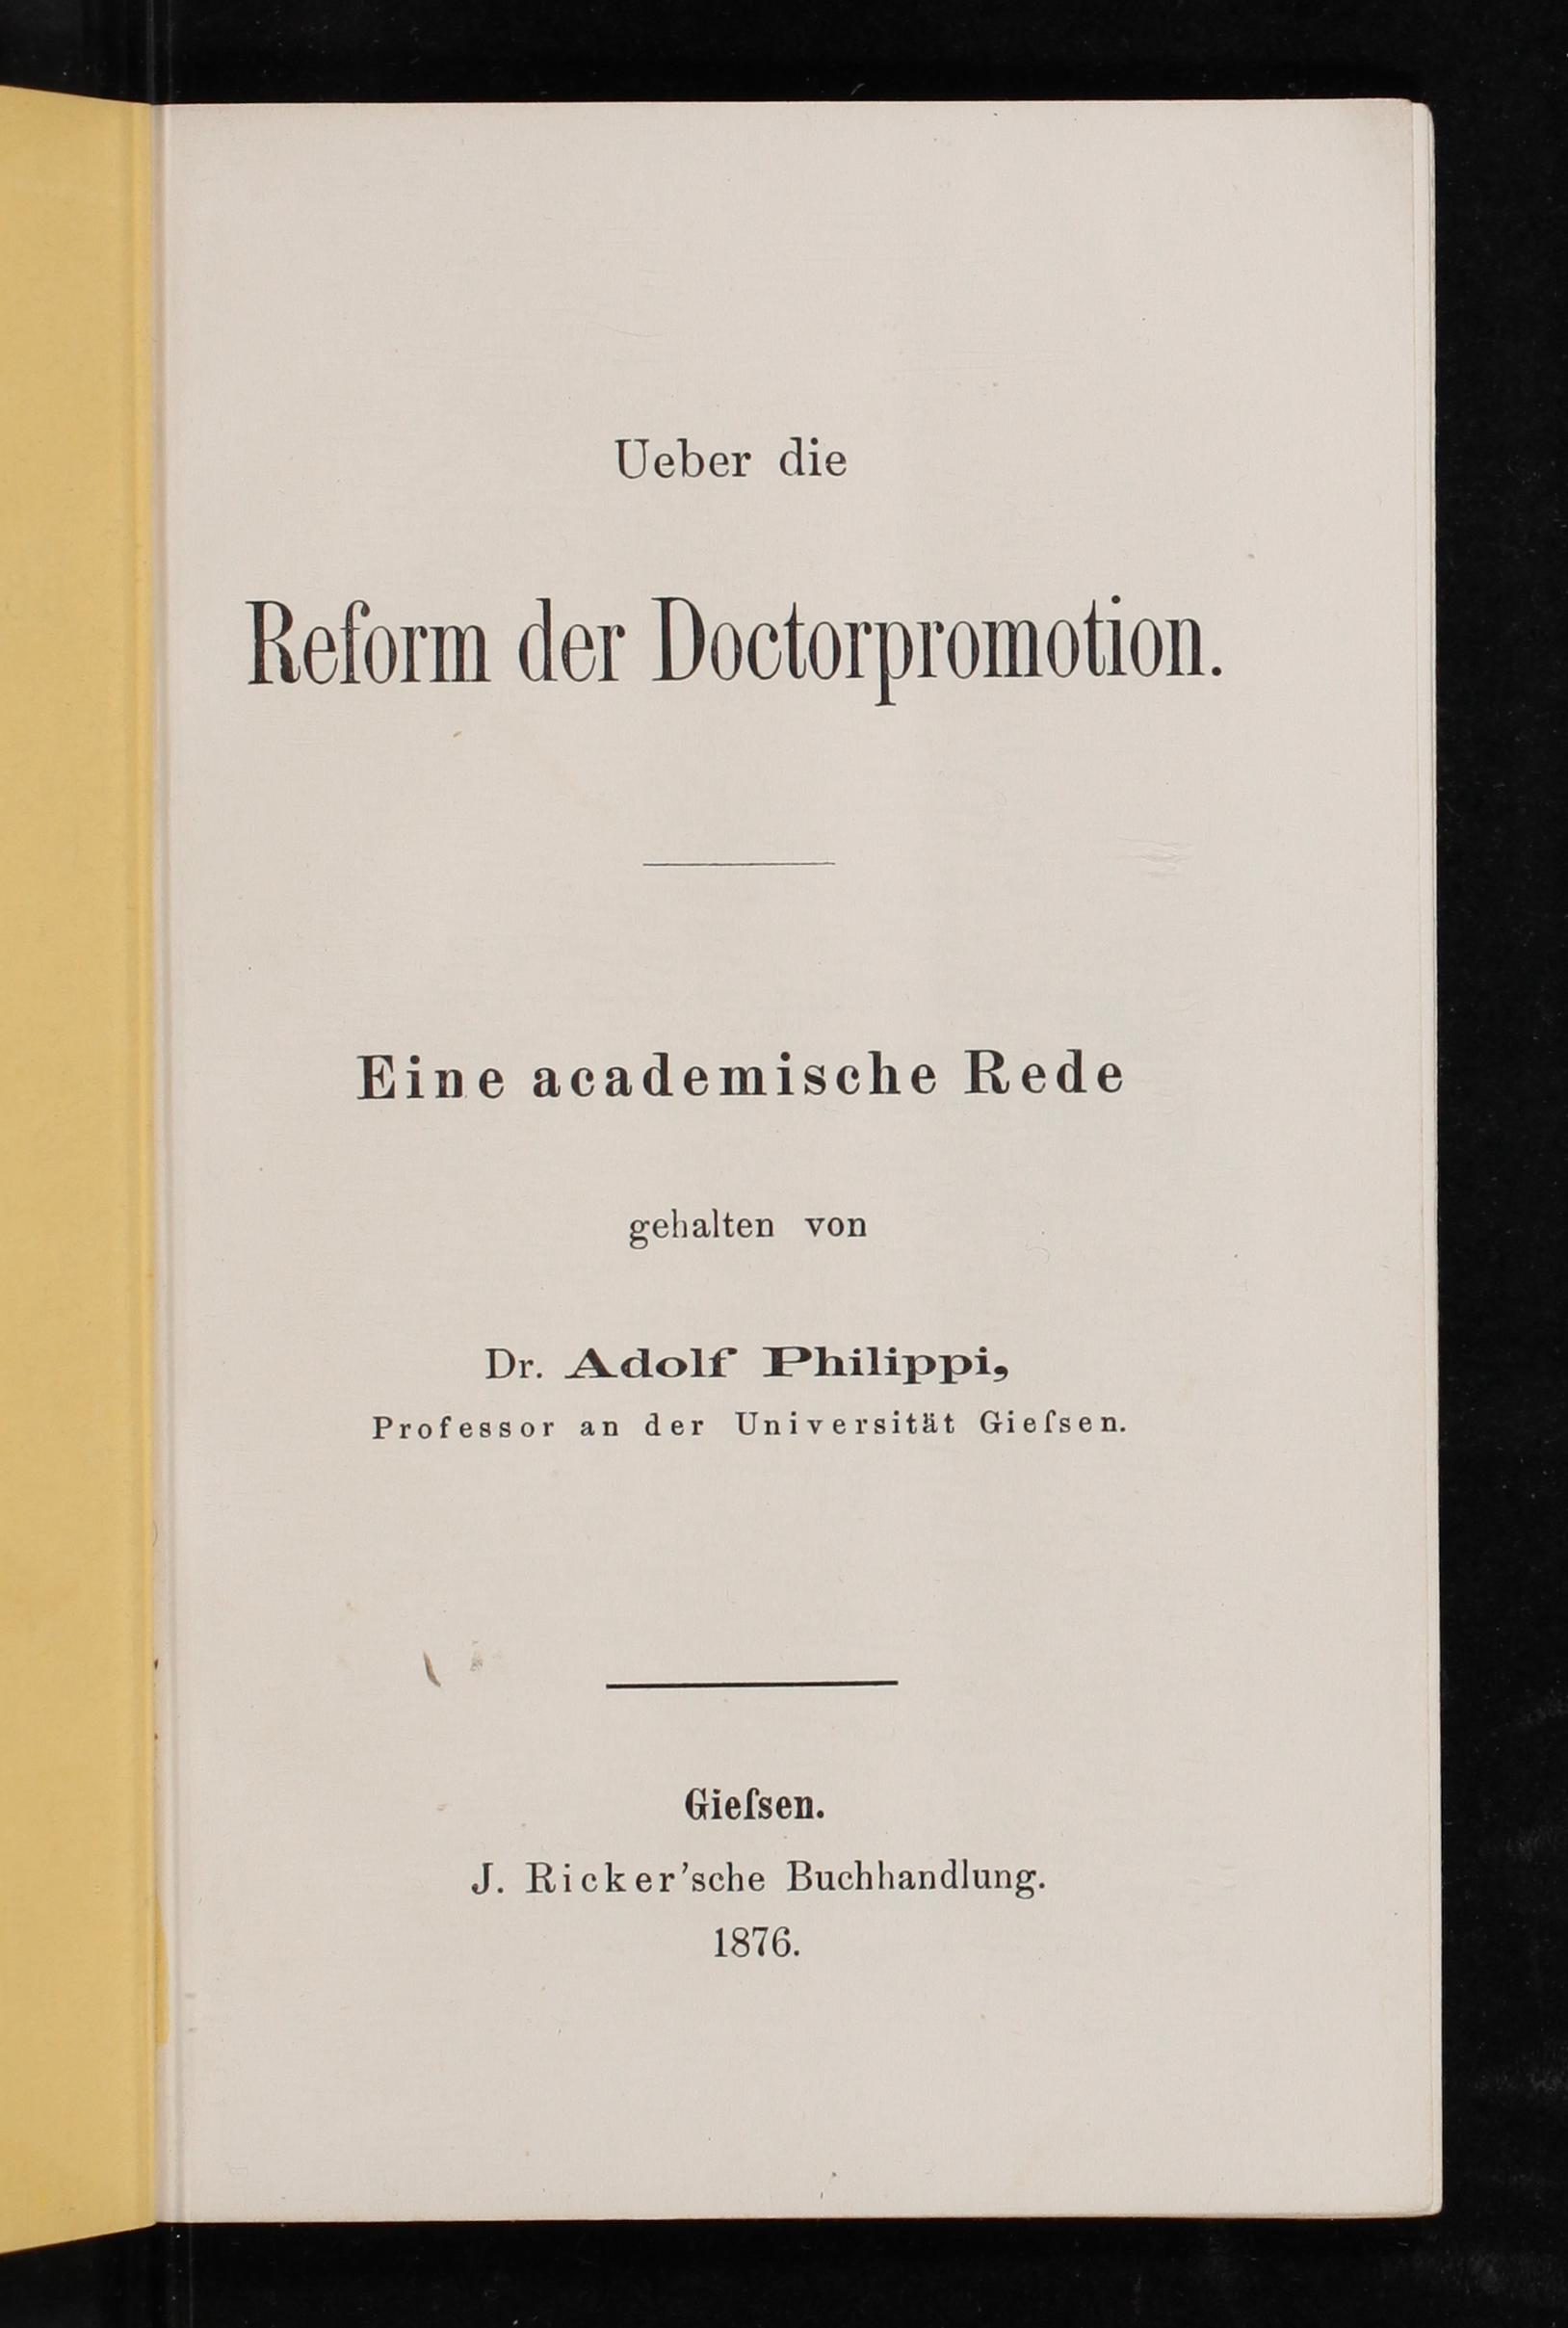 Ueber die
Reform der Doctorpromotion.
Eine academische Rede
gehalten von
Dr. Adolf Philippi,
Professor an der Universität Gieſsen.
Gieſsen.
J. Ricker’sche Buchhandlung.
1876.